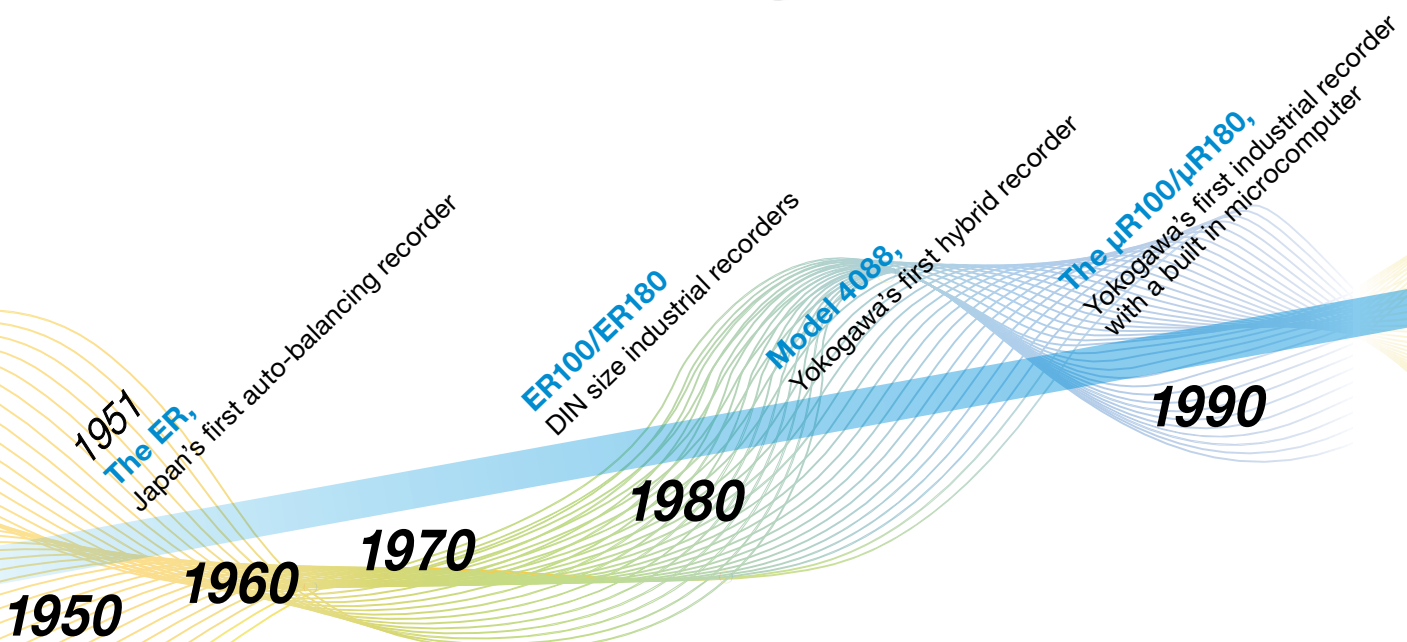 1951
The ER,
Japan's first auto-balancing recorder
ER100/ER180
DIN size industrial recorders
Model 4088,
Yokogawa's first hybrid recorder
The µR100/µR180,
Yokogawa's first industrial recorder
with a built in microcomputer
1950
1960
1970
1980
1990